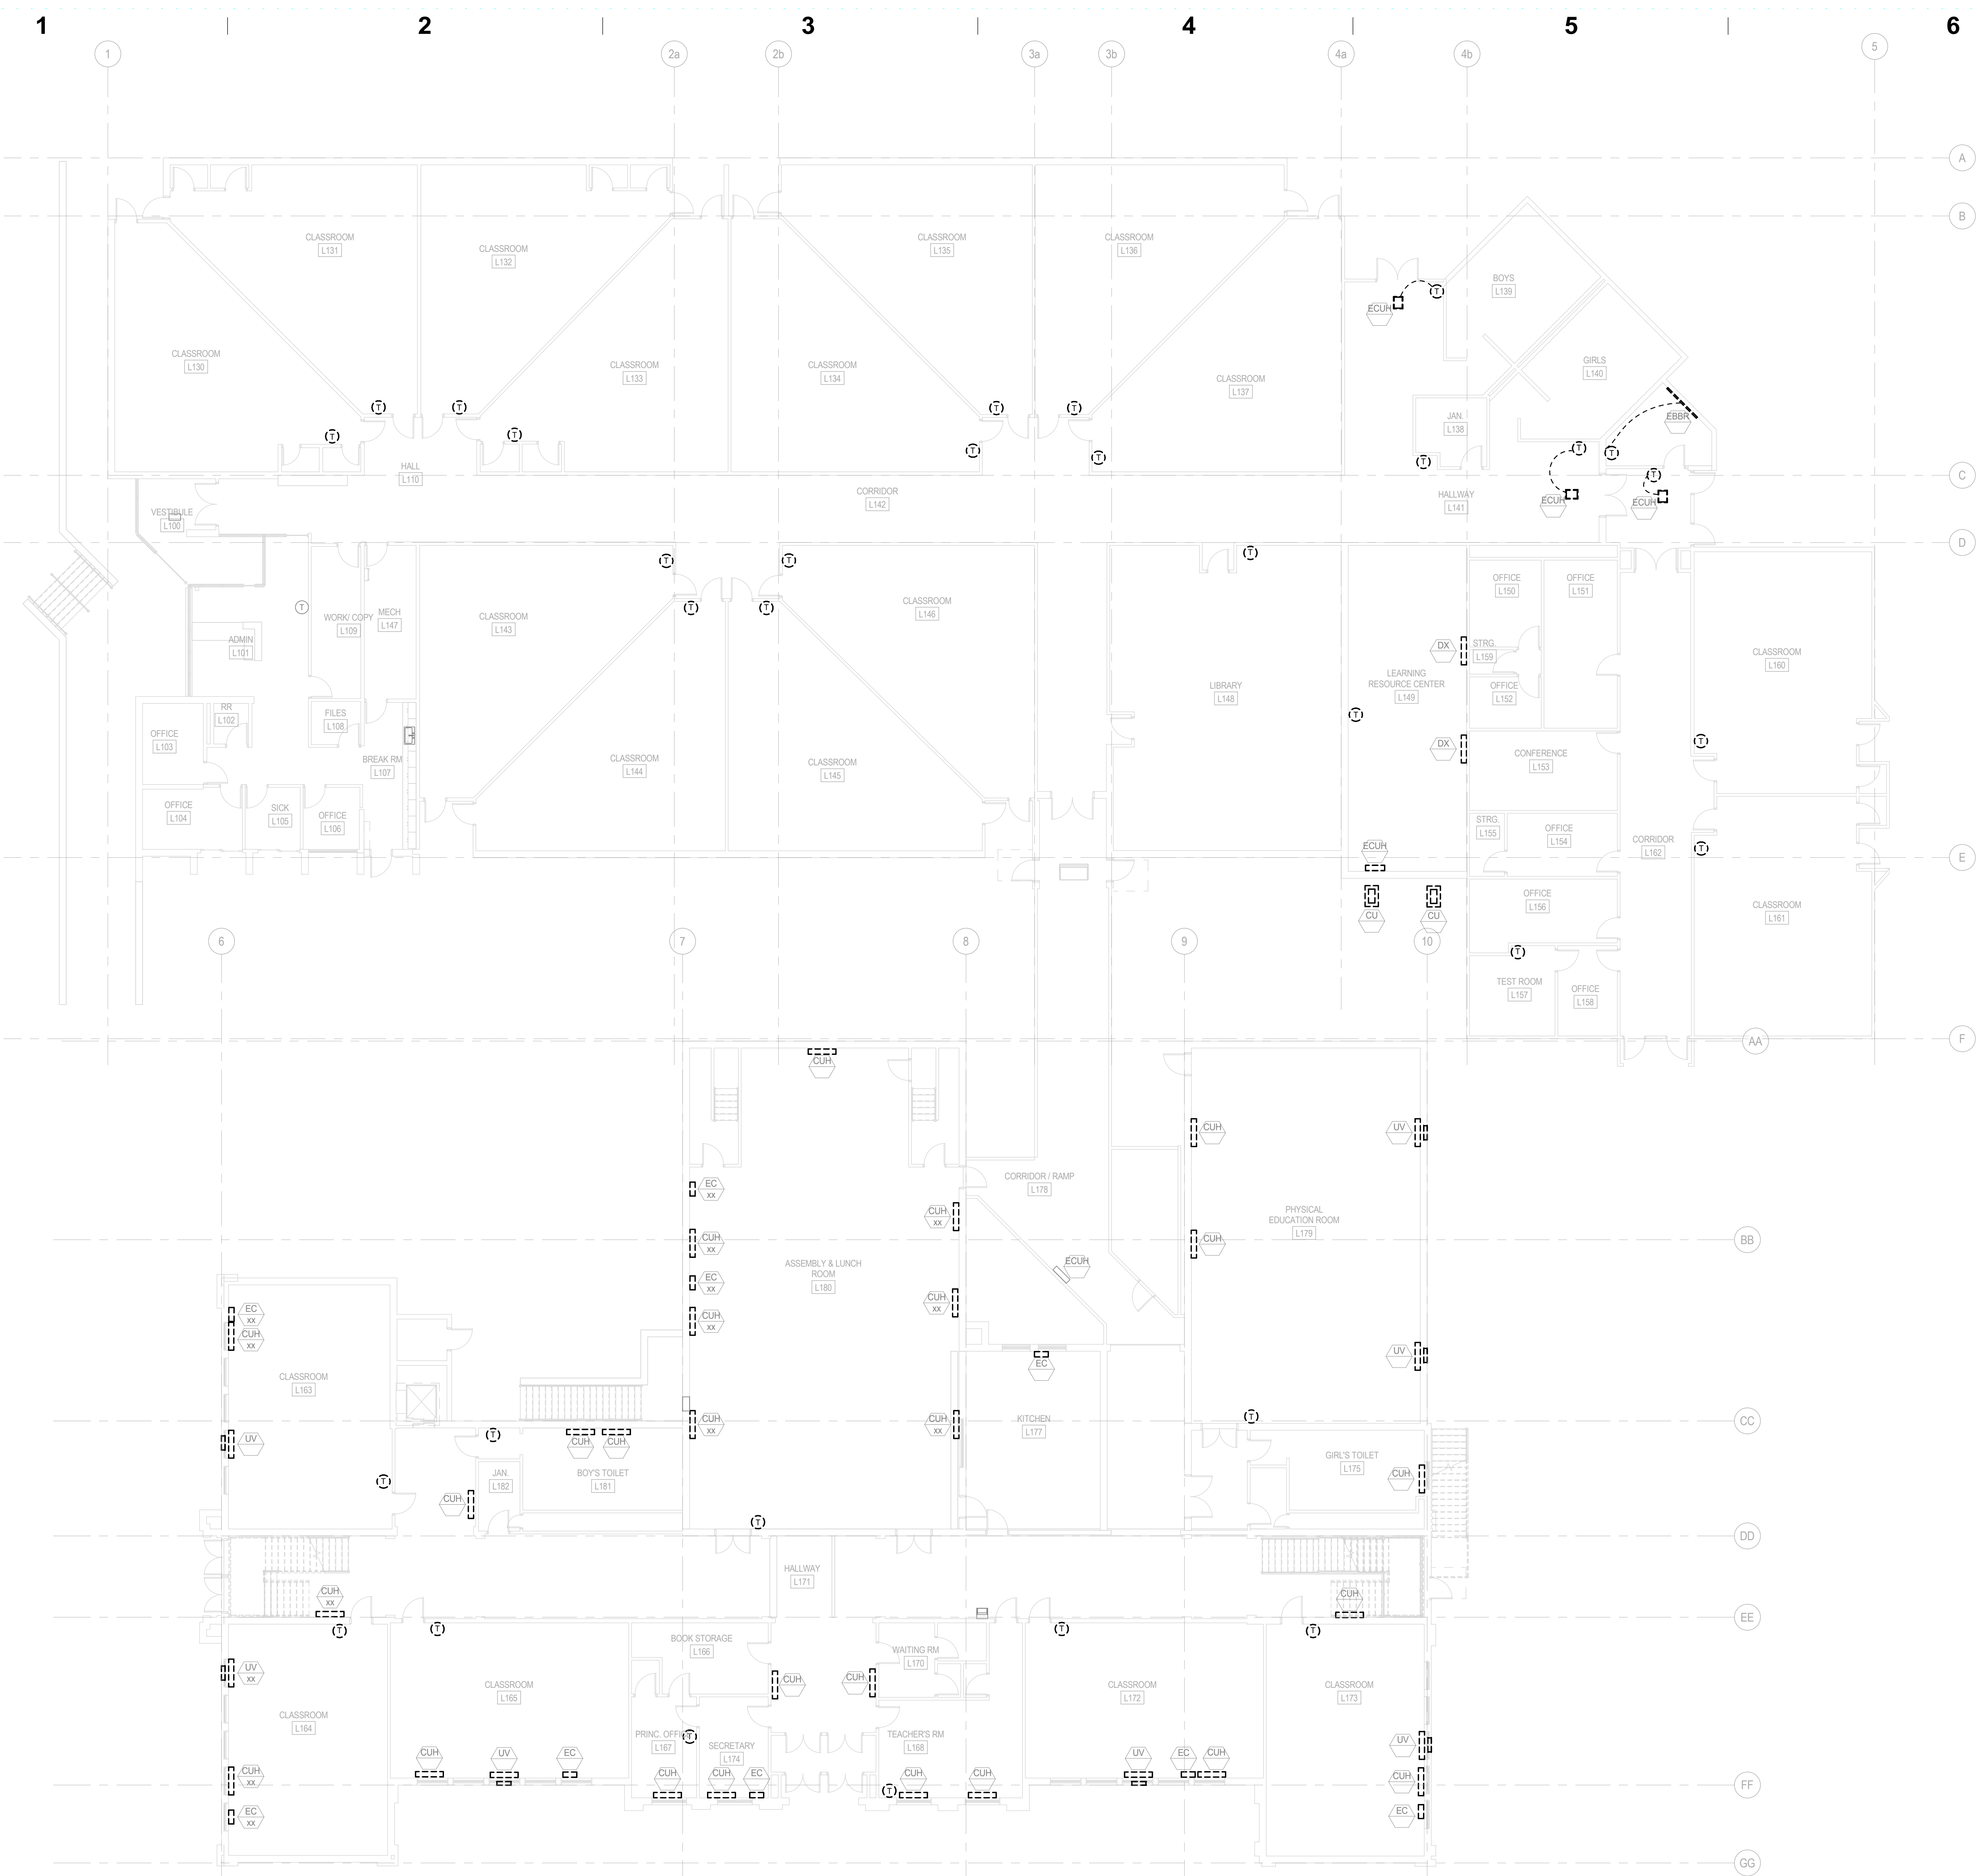 1 2 3 4 5 6
1 2a 2b 3a 3b 4a 4b 5
A
B
CLASSROOM
L131
CLASSROOM
L132
CLASSROOM
L135
CLASSROOM
L136
BOYS
L139
T
ECUH
CLASSROOM
L130
CLASSROOM
L133
CLASSROOM
L134
CLASSROOM
L137
GIRLS
L140
T
T
T
T
T
T
T
T
JAN.
L138
EBBR
T
T
T
T
C
HALL
L110
CORRIDOR
L142
HALLWAY
L141
ECUH
ECUH
VESTIBULE
L100
D
T
T
T
T
T
T
WORK/ COPY
L109
MECH
L147
ADMIN
L101
CLASSROOM
L143
CLASSROOM
L146
OFFICE
L150
OFFICE
L151
DX
STRG.
L159
CLASSROOM
L160
LIBRARY
L148
LEARNING
RESOURCE CENTER
L149
OFFICE
L152
T
RR
L102
FILES
L108
OFFICE
L103
BREAK RM
L107
CLASSROOM
L144
CLASSROOM
L145
DX
CONFERENCE
L153
T
OFFICE
L104
SICK
L105
OFFICE
L106
STRG.
L155
OFFICE
L154
CORRIDOR
L162
T
ECUH
E
CU
CU
OFFICE
L156
CLASSROOM
L161
6 7 8 9 10
T
TEST ROOM
L157
OFFICE
L158
AA
F
CUH
CUH
UV
EC
xx
CORRIDOR / RAMP
L178
CUH
xx
PHYSICAL
EDUCATION ROOM
L179
CUH
xx
CUH
BB
ASSEMBLY & LUNCH
ROOM
L180
ECUH
EC
xx
CUH
xx
EC
xx
CUH
xx
CUH
xx
EC
UV
CLASSROOM
L163
CUH
xx
CUH
xx
KITCHEN
L177
T
CC
UV
T
CUH
CUH
T
JAN.
L182
BOY'S TOILET
L181
GIRL'S TOILET
L175
CUH
CUH
T
DD
HALLWAY
L171
CUH
xx
CUH
EE
T
T
T
T
BOOK STORAGE
L166
WAITING RM
L170
UV
xx
CUH
CUH
CLASSROOM
L164
CLASSROOM
L165
CLASSROOM
L172
CLASSROOM
L173
PRINC. OFFI
L167
T
SECRETARY
L174
TEACHER'S RM
L168
UV
CUH
UV
EC
UV
EC
CUH
CUH
xx
CUH
CUH
EC
T
CUH
CUH
CUH
FF
EC
xx
EC
GG